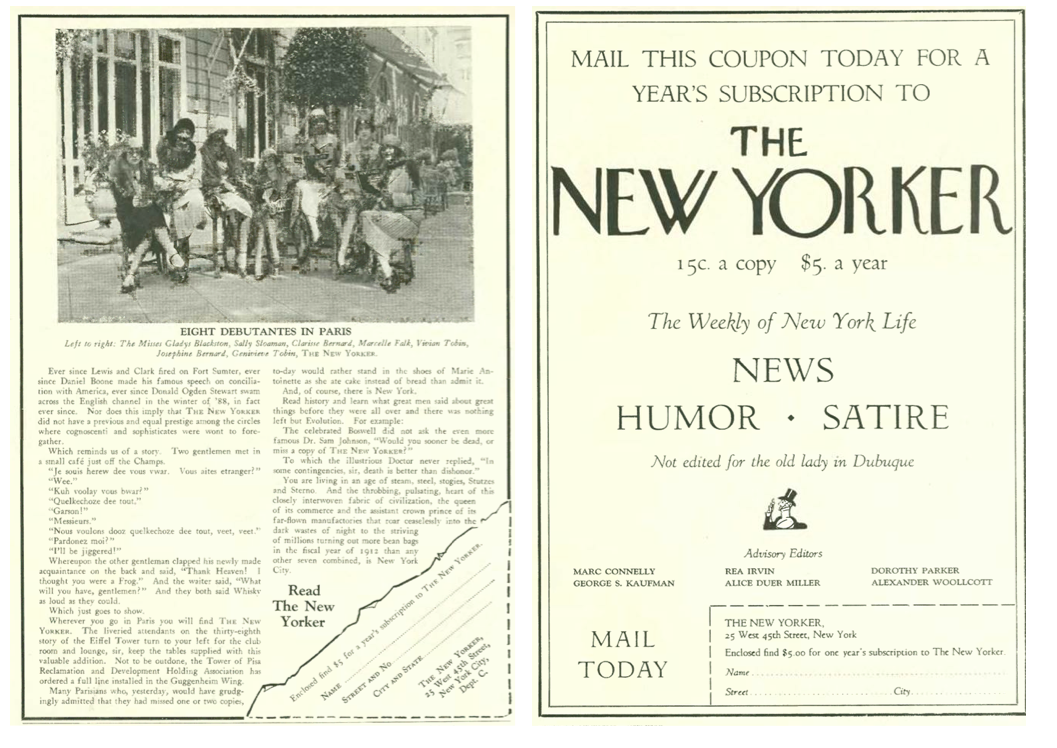 EIGHT DEBUTANTES IN PARIS
Left to right: The Misses Gladys Blackston, Sally Sloaman, Clarisse Bernard, Marcelle Falk, Virian Tobin,
Josephine Bernard, Genivieve Tobin, THE NEW YORKER.
Ever since Lewis and Clark fired on Fort Sumter, ever
since Daniel Boone made his famous speech on concilia-
tion with America, ever since Donald Ogden Stewart swam
across the English channel in the winter of '88, in fact
ever since. Nor does this imply that THE NEW YORKER
did not have a previous and equal prestige among the circles
where cognoscenti and sophisticates were wont to fore-
gather.
Which reminds us of a story. Two gentlemen met in
a small café just off the Champs.
"Je souis herew dee vous vwar. Vous aites etranger?"
"Wee."
"Kuh voolay vous bwar?"
"Quelkechoze dee tout."
"Garson!"
"Messieurs."
"Nous voulons dooz quelkechoze dee tout, veet, veet."
"Pardonez moi?"
"I'll be jiggered!"
Whereupon the other gentleman clapped his newly made
acquaintance on the back and said, "Thank Heaven! I
thought you were a Frog." And the waiter said, "What
will you have, gentlemen?" And they both said Whisky
as loud as they could.
Which just goes to show.
Wherever you go in Paris you will find THE NEW
YORKER. The liveried attendants on the thirty-eighth
story of the Eiffel Tower turn to your left for the club
room and lounge, sir, keep the tables supplied with this
valuable addition. Not to be outdone, the Tower of Pisa
Reclamation and Development Holding Association has
ordered a full line installed in the Guggenheim Wing.
Many Parisians who, yesterday, would have grudg-
ingly admitted that they had missed one or two copies,
to-day would rather stand in the shoes of Marie An-
toinette as she ate cake instead of bread than admit it.
And, of course, there is New York.
Read history and learn what great men said about great
things before they were all over and there was nothing
left but Evolution. For example:
The celebrated Boswell did not ask the even more
famous Dr. Sam Johnson, "Would you sooner be dead, or
miss a copy of THE NEW YORKER?"
To which the illustrious Doctor never replied, "In
some contingencies, sir, death is better than dishonor."
You are living in an age of steam, steel, stogies, Stutzes
and Sterno. And the throbbing, pulsating, heart of this
closely interwoven fabric of civilization, the queen
of its commerce and the assistant crown prince of its
far-flown manufactories that roar ceaselessly into the
dark wastes of night to the striving
of millions turning out more bean bags
in the fiscal year of 1912 than any
other seven combined, is New York
City.
Read
The New
Yorker
Enclosed find $5 for a year's subscription to THE NEW YORKER.
NAME
STREET AND NO.
CITY AND STATE
THE NEW YORKER,
25 West 45th Street,
New York City,
Dept. C.
MAIL THIS COUPON TODAY FOR A
YEAR'S SUBSCRIPTION TO
THE
NEW YORKER
15c. a copy $5. a year
The Weekly of New York Life
NEWS
HUMOR • SATIRE
Not edited for the old lady in Dubuque
Advisory Editors
MARC CONNELLY REA IRVIN DOROTHY PARKER
GEORGE S. KAUFMAN ALICE DUER MILLER ALEXANDER WOOLLCOTT
MAIL
TODAY
THE NEW YORKER,
25 West 45th Street, New York
Enclosed find $5.00 for one year's subscription to The New Yorker.
Name
Street City